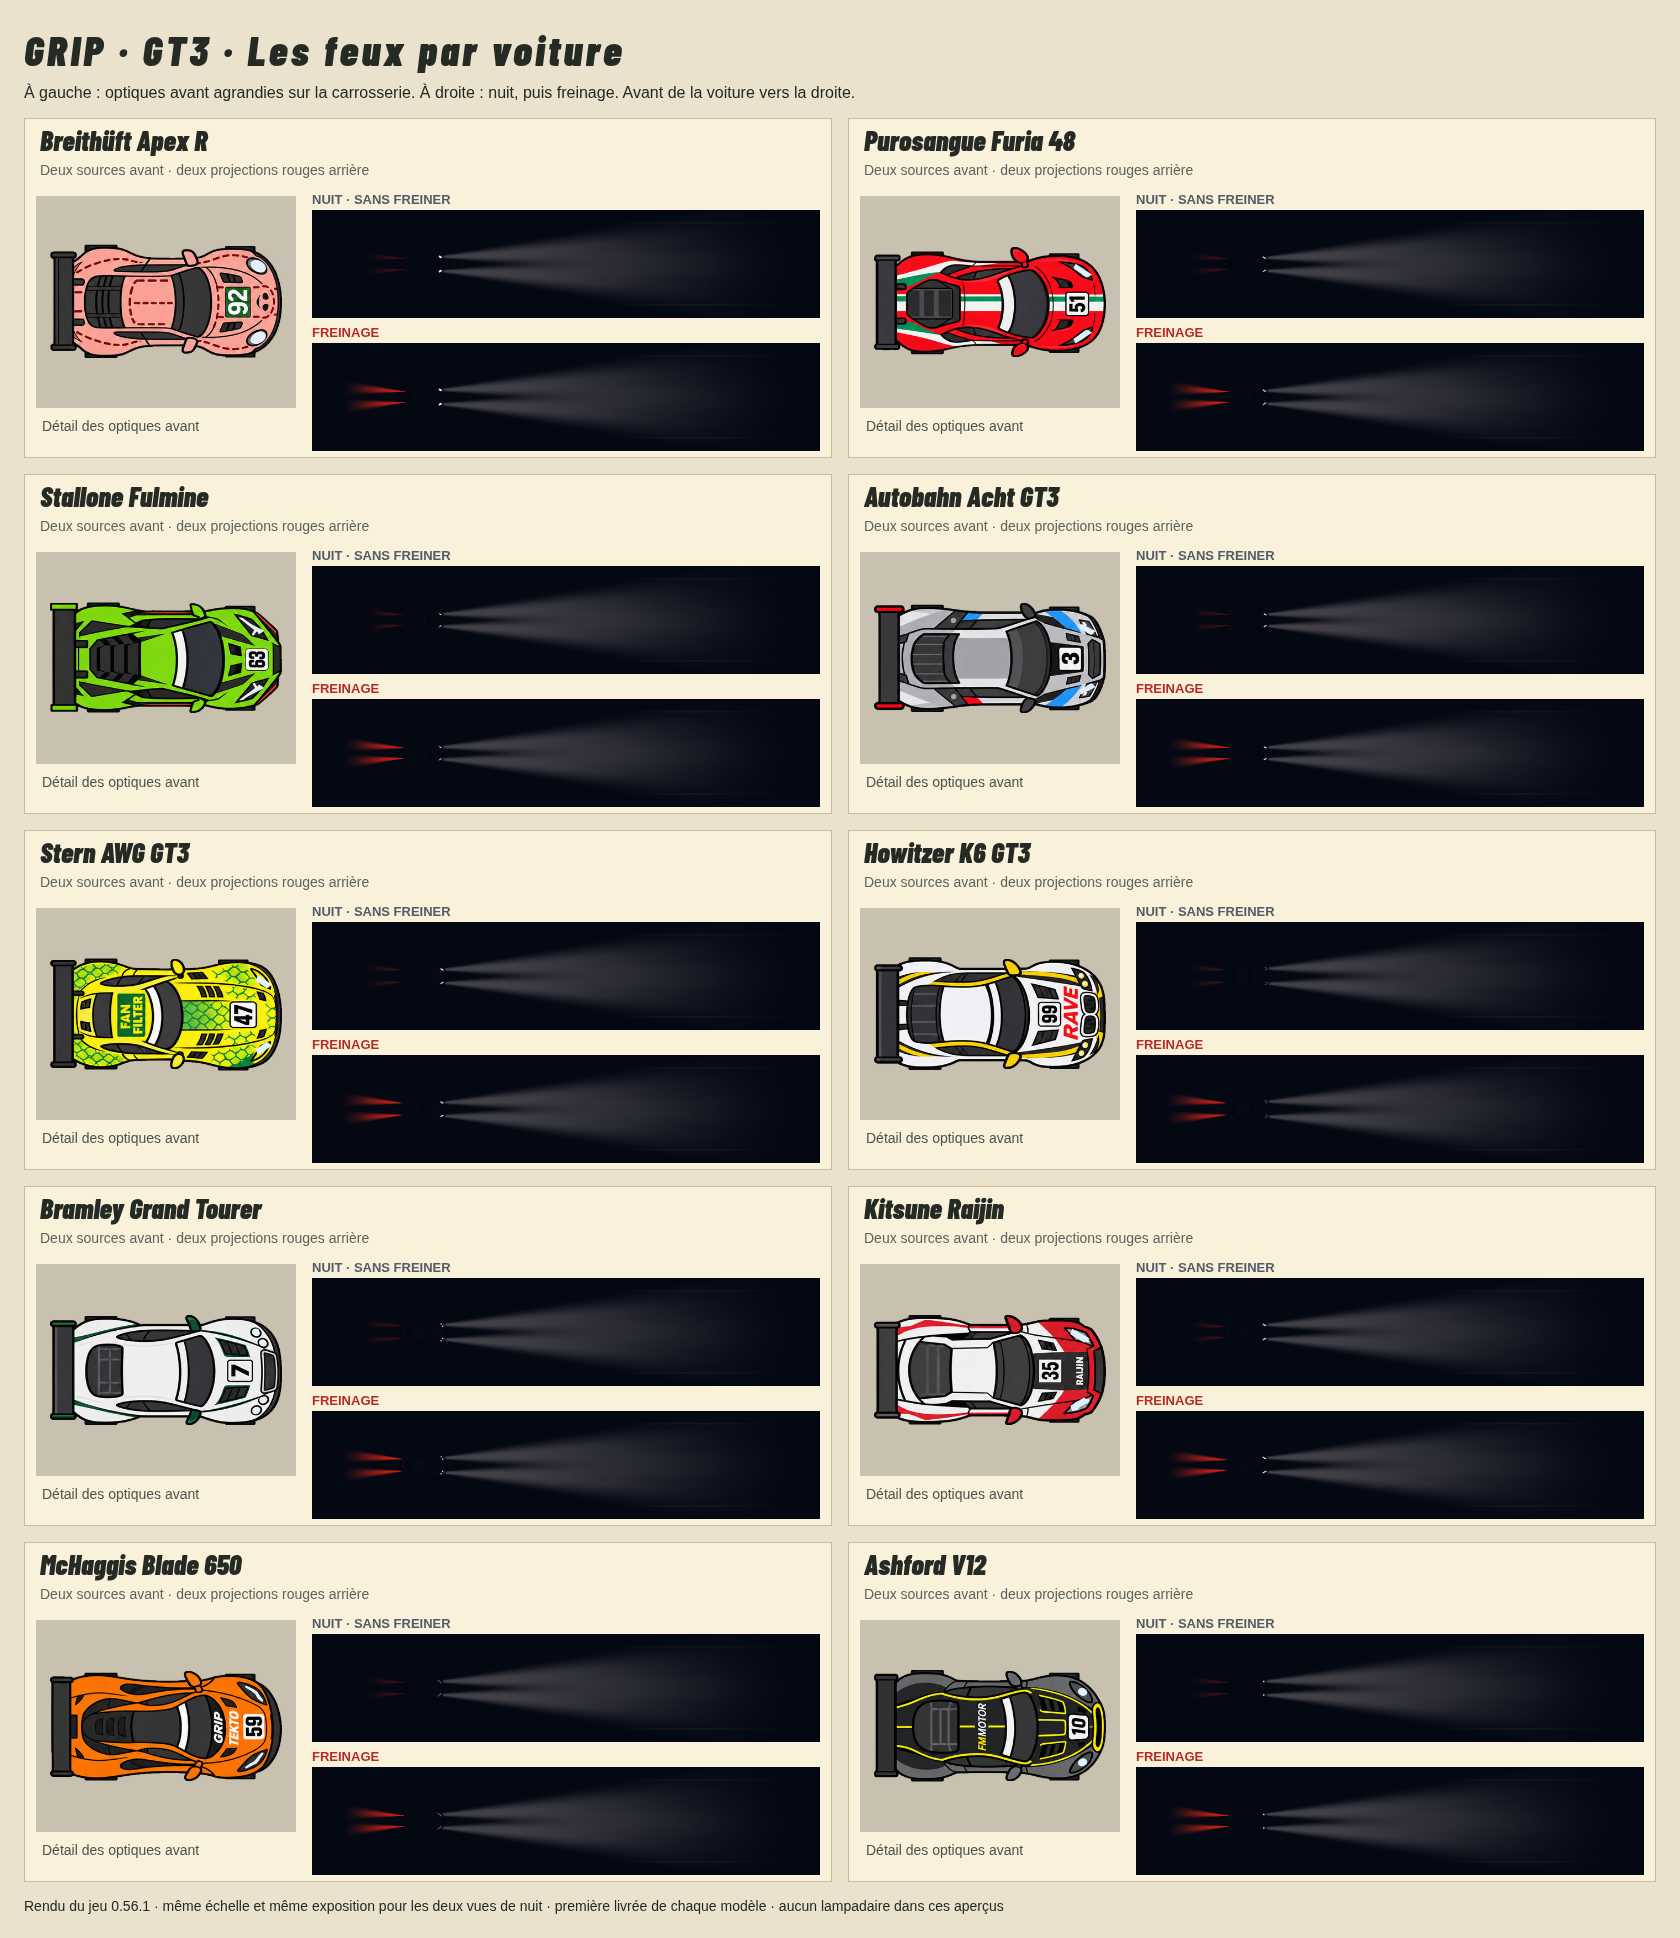 GRIP · GT3 · Les feux par voiture
À gauche : optiques avant agrandies sur la carrosserie. À droite : nuit, puis freinage. Avant de la voiture vers la droite.
Breithüft Apex R
Deux sources avant · deux projections rouges arrière
NUIT · SANS FREINER
92
FREINAGE
Détail des optiques avant
Purosangue Furia 48
Deux sources avant · deux projections rouges arrière
NUIT · SANS FREINER
51
FREINAGE
Détail des optiques avant
Stallone Fulmine
Deux sources avant · deux projections rouges arrière
NUIT · SANS FREINER
63
FREINAGE
Détail des optiques avant
Autobahn Acht GT3
Deux sources avant · deux projections rouges arrière
NUIT · SANS FREINER
3
FREINAGE
Détail des optiques avant
Stern AWG GT3
Deux sources avant · deux projections rouges arrière
NUIT · SANS FREINER
FAN
FILTER
47
FREINAGE
Détail des optiques avant
Howitzer K6 GT3
Deux sources avant · deux projections rouges arrière
NUIT · SANS FREINER
99
RAVE
FREINAGE
Détail des optiques avant
Bramley Grand Tourer
Deux sources avant · deux projections rouges arrière
NUIT · SANS FREINER
7
FREINAGE
Détail des optiques avant
Kitsune Raijin
Deux sources avant · deux projections rouges arrière
NUIT · SANS FREINER
35
RAIJIN
FREINAGE
Détail des optiques avant
McHaggis Blade 650
Deux sources avant · deux projections rouges arrière
NUIT · SANS FREINER
GRIP
TEKTO
59
FREINAGE
Détail des optiques avant
Ashford V12
Deux sources avant · deux projections rouges arrière
NUIT · SANS FREINER
FMMOTOR
10
FREINAGE
Détail des optiques avant
Rendu du jeu 0.56.1 · même échelle et même exposition pour les deux vues de nuit · première livrée de chaque modèle · aucun lampadaire dans ces aperçus